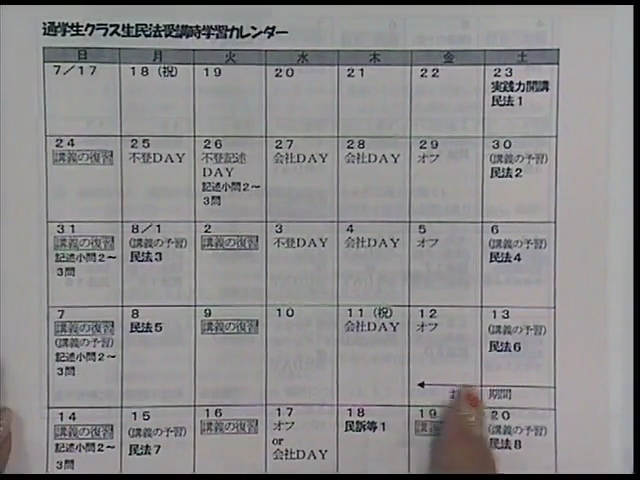 通学生クラス生民法受講時学習カレンダー
日 月 火 水 木 金 土
7/17 18(祝) 19 20 21 22 23
実践力開講
民法1
24 25 26 27 28 29 30
講義の復習 不登DAY 不登記述 会社DAY 会社DAY オフ (講義の予習)
DAY 民法2
記述小問2~
3問
31 8/1 2 3 4 5 6
講義の復習 (講義の予習) 講義の復習 不登DAY 会社DAY オフ (講義の予習)
記述小問2~ 民法3 民法4
3問
7 8 9 10 11(祝) 12 13
講義の復習 民法5 講義の復習 会社DAY オフ (講義の予習)
(講義の予習) 民法6
記述小問2~
3問
期間
14 15 16 17 18 19 20
講義の復習 (講義の予習) 講義の復習 オフ 民訴等1 講義 (講義の予習)
記述小問2~ 民法7 or 民法8
3問 会社DAY